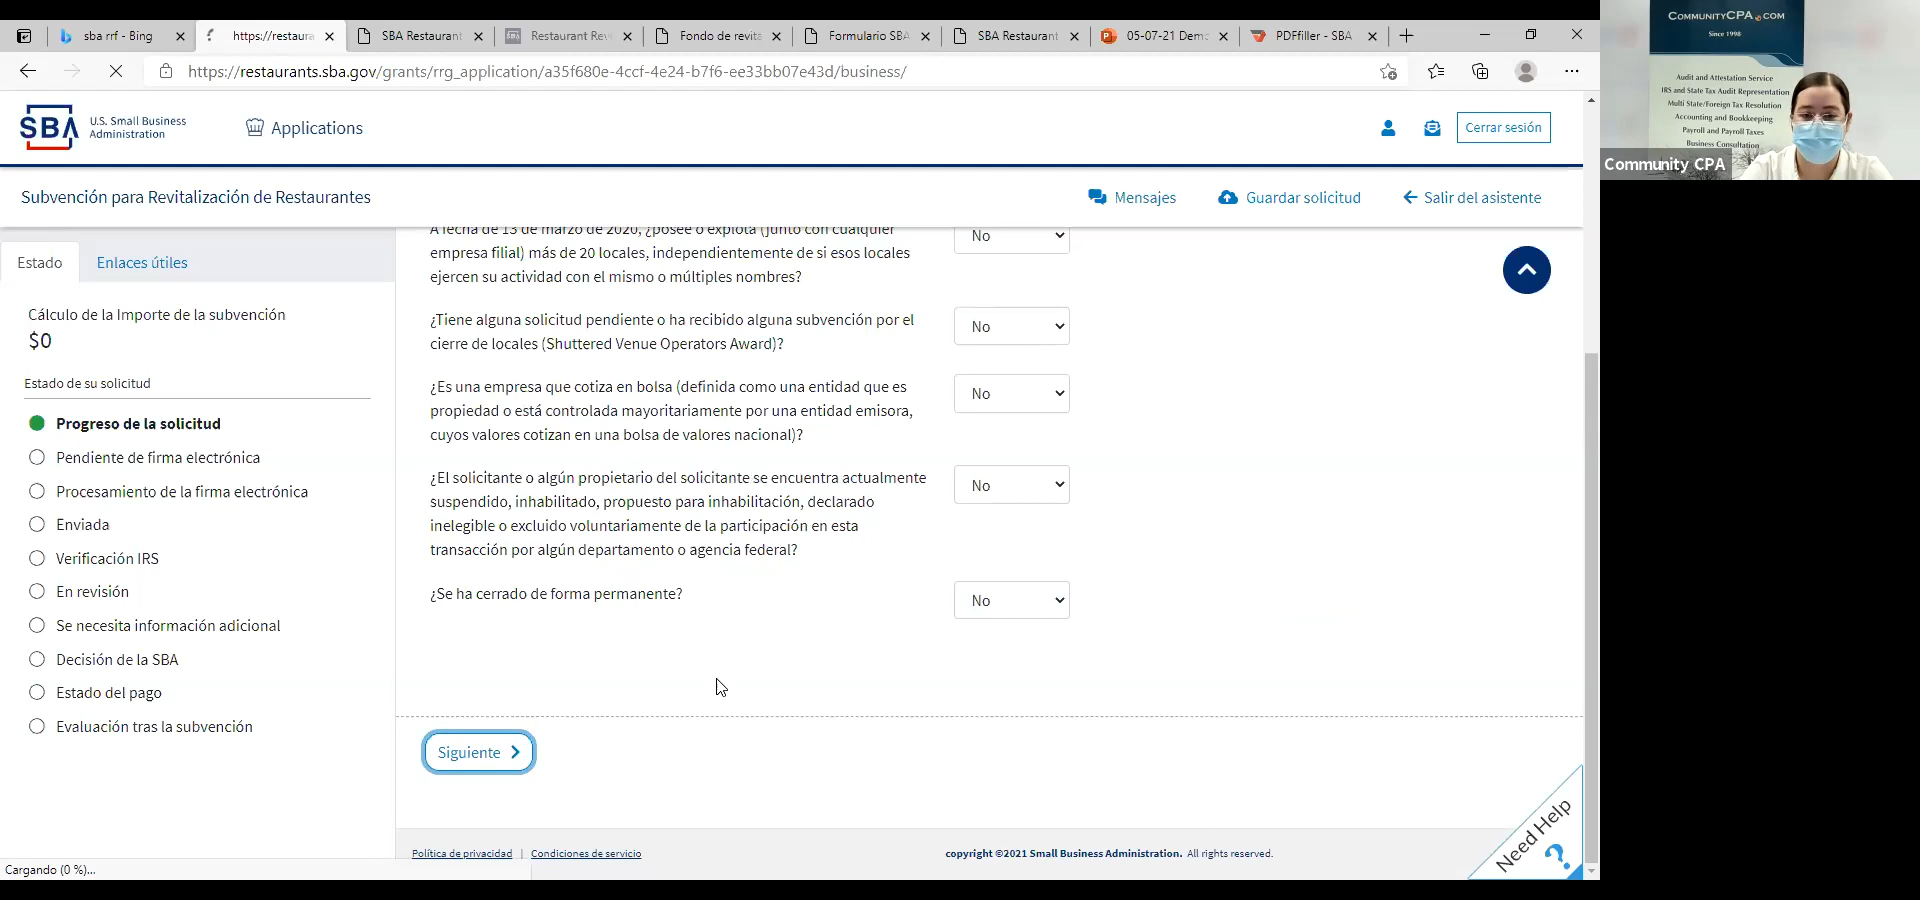 sba rrf - Bing
https://restaura
SBA Restaurant
Restaurant Rev
Fondo de revita
Formulario SBA
SBA Restaurant
05-07-21 Demo
PDFfiller - SBA
https://restaurants.sba.gov/grants/rrg_application/a35f680e-4ccf-4e24-b7f6-ee33bb07e43d/business/
SBA
U.S. Small Business
Administration
Applications
Cerrar sesión
Subvención para Revitalización de Restaurantes
Mensajes
Guardar solicitud
Salir del asistente
Estado
Enlaces útiles
Cálculo de la Importe de la subvención
$0
Estado de su solicitud
Progreso de la solicitud
Pendiente de firma electrónica
Procesamiento de la firma electrónica
Enviada
Verificación IRS
En revisión
Se necesita información adicional
Decisión de la SBA
Estado del pago
Evaluación tras la subvención
A fecha de 13 de marzo de 2020, ¿posee o explota (junto con cualquier
empresa filial) más de 20 locales, independientemente de si esos locales
ejercen su actividad con el mismo o múltiples nombres?
No
¿Tiene alguna solicitud pendiente o ha recibido alguna subvención por el
cierre de locales (Shuttered Venue Operators Award)?
No
¿Es una empresa que cotiza en bolsa (definida como una entidad que es
propiedad o está controlada mayoritariamente por una entidad emisora,
cuyos valores cotizan en una bolsa de valores nacional)?
No
¿El solicitante o algún propietario del solicitante se encuentra actualmente
suspendido, inhabilitado, propuesto para inhabilitación, declarado
inelegible o excluido voluntariamente de la participación en esta
transacción por algún departamento o agencia federal?
No
¿Se ha cerrado de forma permanente?
No
Siguiente
Need Help
?
Política de privacidad | Condiciones de servicio
copyright ©2021 Small Business Administration. All rights reserved.
Cargando (0 %)...
COMMUNITYCPA.COM
Since 1998
Audit and Attestation Service
IRS and State Tax Audit Representation
Multi State/Foreign Tax Resolution
Accounting and Bookkeeping
Payroll and Payroll Taxes
Business Consultation
Community CPA